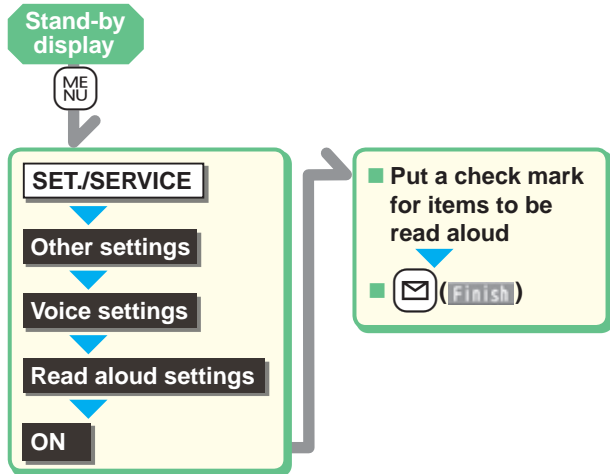 Stand-by
display
ME
NU
SET./SERVICE
Other settings
Voice settings
Read aloud settings
ON
Put a check mark
for items to be
read aloud
(Finish)